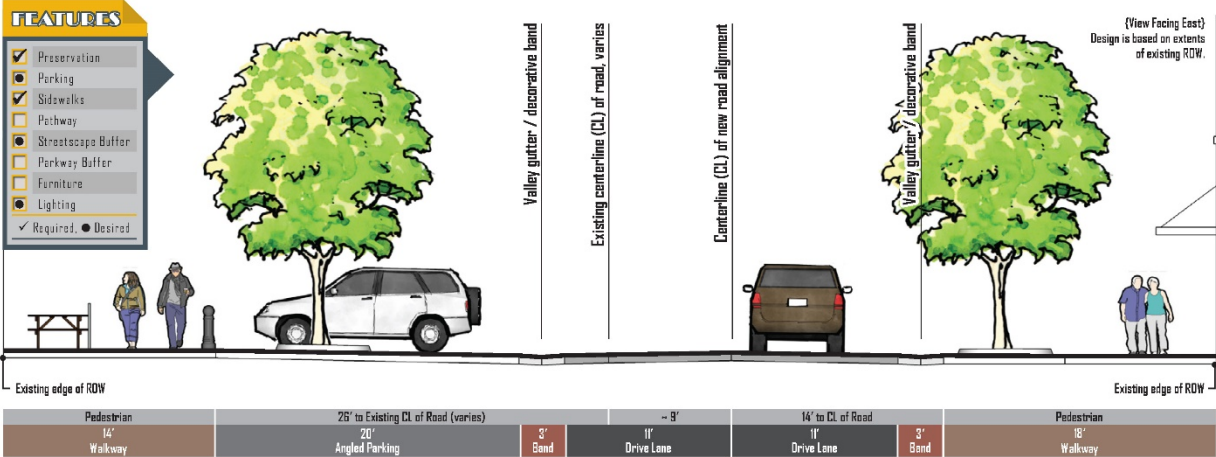 FEATURES
Preservation
Parking
Sidewalks
Pathway
Streetscape Buffer
Parkway Buffer
Furniture
Lighting
✓ Required, ● Desired
Valley gutter / decorative band
Existing centerline (CL) of road, varies
Centerline (CL) of new road alignment
Valley gutter / decorative band
{View Facing East}
Design is based on extents
of existing ROW.
Existing edge of ROW
Existing edge of ROW
Pedestrian
26' to Existing CL of Road (varies)
~ 9'
14' to CL of Road
Pedestrian
14'
Walkway
20'
Angled Parking
3'
Band
11'
Drive Lane
11'
Drive Lane
3'
Band
18'
Walkway